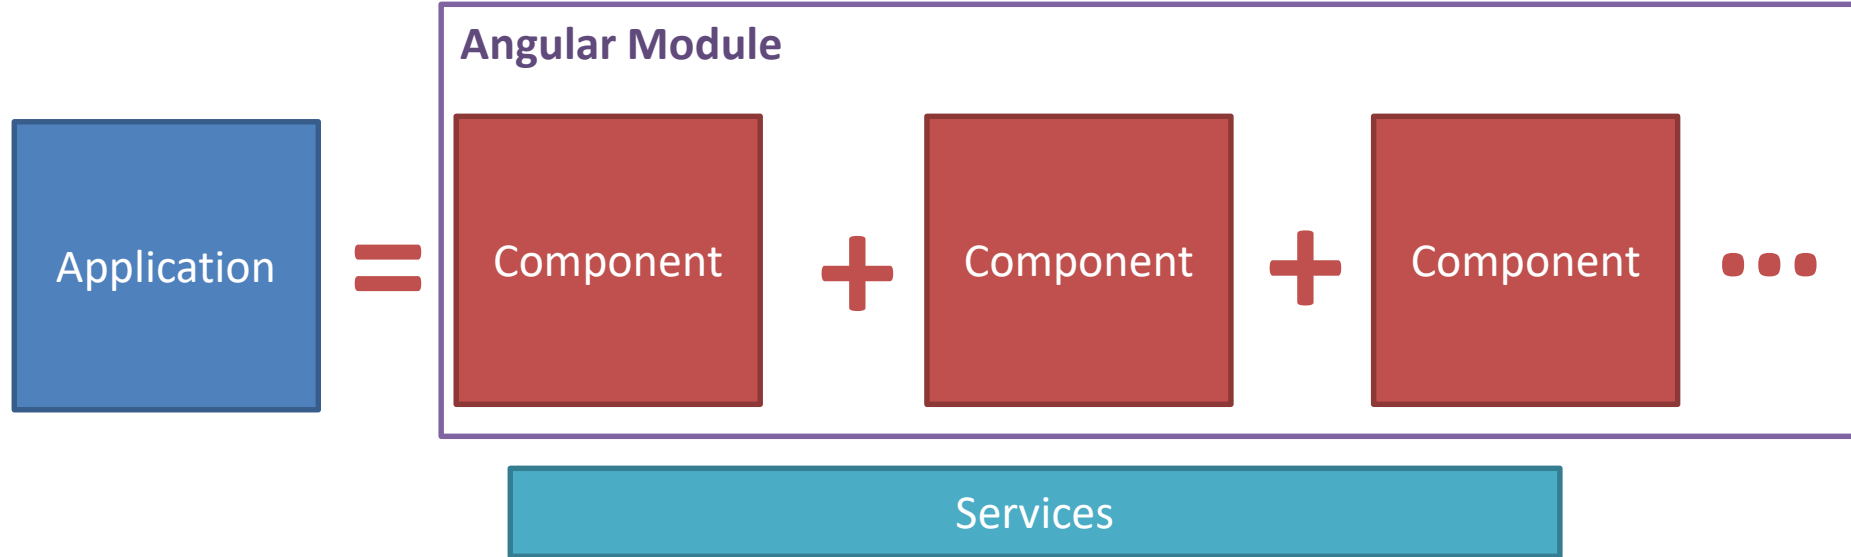 Angular Module
Application
=
Component
+
Component
+
Component
...
Services